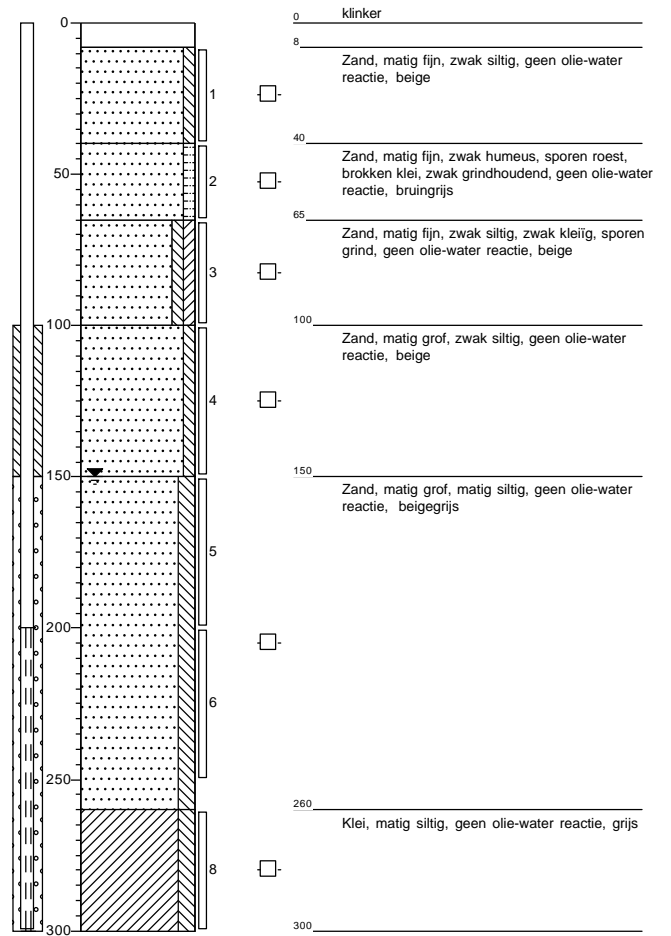 0
klinker
0
8
Zand, matig fijn, zwak siltig, geen olie-water
reactie, beige
1
40
Zand, matig fijn, zwak humeus, sporen roest,
brokken klei, zwak grindhoudend, geen olie-water
reactie, bruingrijs
50
2
65
Zand, matig fijn, zwak siltig, zwak kleiïg, sporen
grind, geen olie-water reactie, beige
3
100
100
Zand, matig grof, zwak siltig, geen olie-water
reactie, beige
4
150
150
Zand, matig grof, matig siltig, geen olie-water
reactie, beigegrijs
5
200
6
250
260
Klei, matig siltig, geen olie-water reactie, grijs
8
300
300